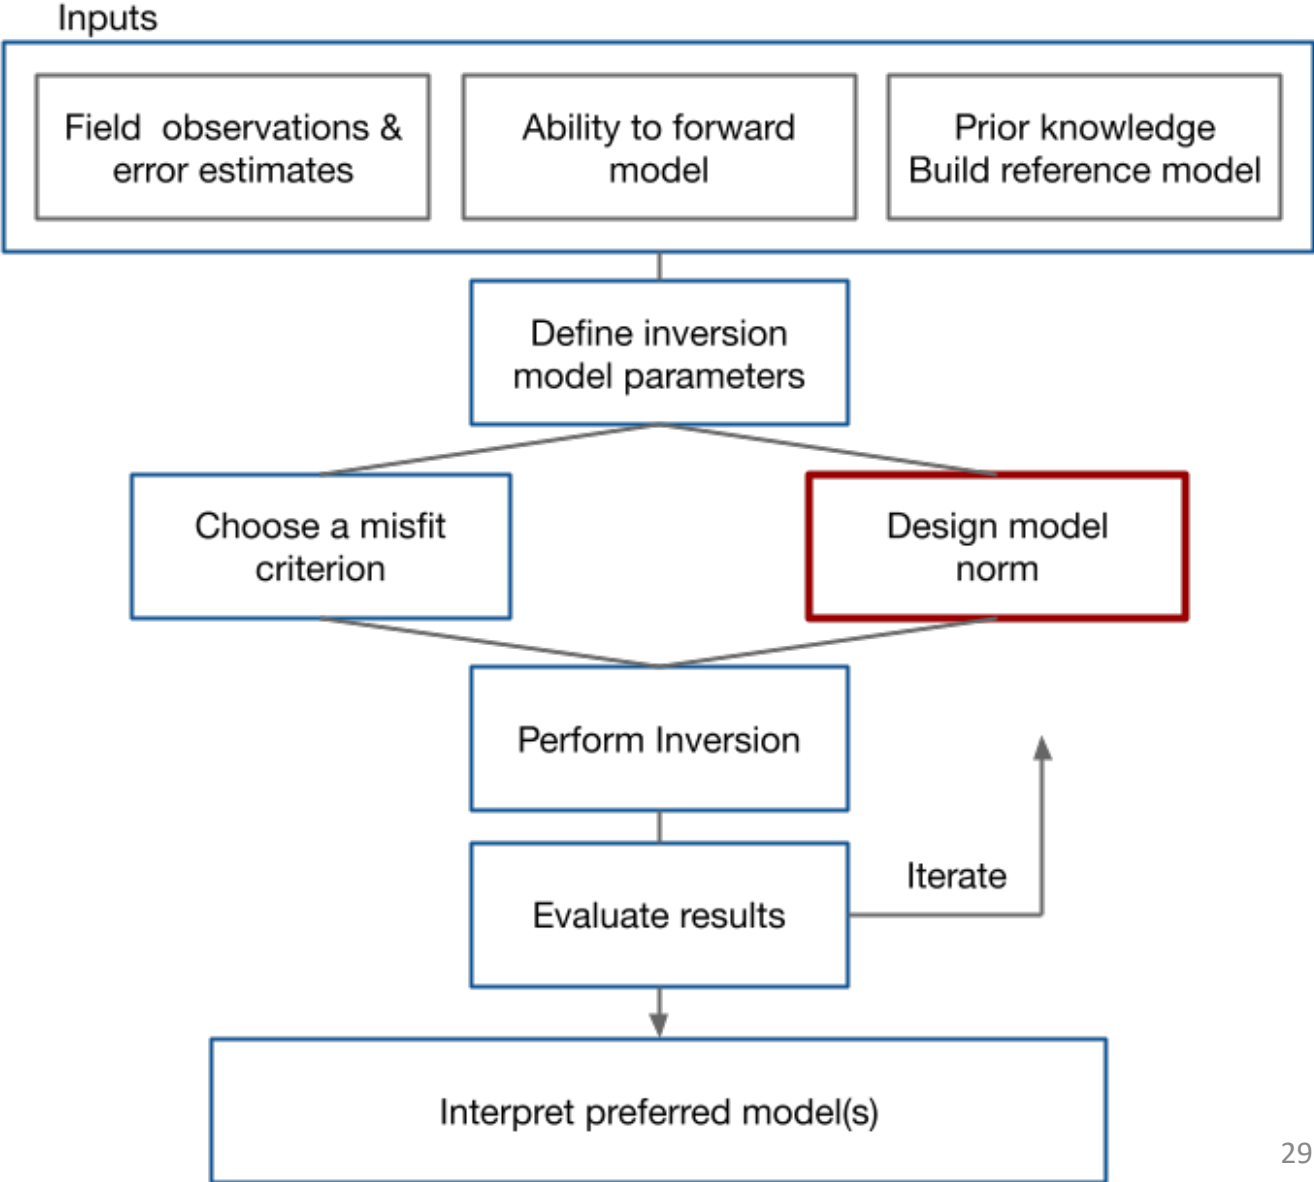 Inputs
Field observations &
error estimates
Ability to forward
model
Prior knowledge
Build reference model
Define inversion
model parameters
Choose a misfit
criterion
Design model
norm
Perform Inversion
Iterate
Evaluate results
Interpret preferred model(s)
29